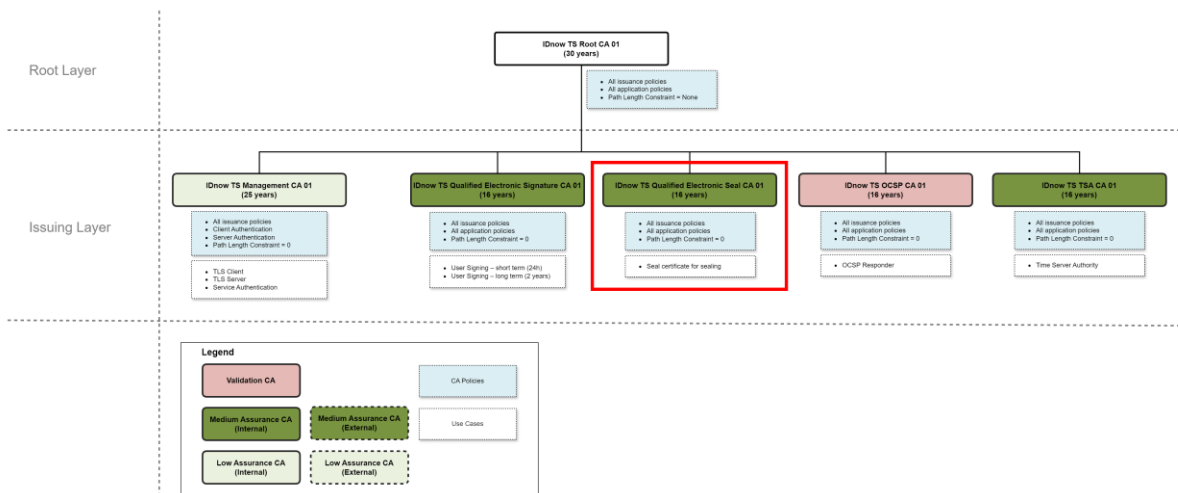 IDnow TS Root CA 01
(30 years)
Root Layer
• All issuance policies
• All application policies
• Path Length Constraint = None
IDnow TS Management CA 01
(25 years)
IDnow TS Qualified Electronic Signature CA 01
(16 years)
IDnow TS Qualified Electronic Seal CA 01
(16 years)
IDnow TS OCSP CA 01
(16 years)
IDnow TS TSA CA 01
(16 years)
Issuing Layer
• All issuance policies
• Client Authentication
• Server Authentication
• Path Length Constraint = 0
• All issuance policies
• All application policies
• Path Length Constraint = 0
• All issuance policies
• All application policies
• Path Length Constraint = 0
• All issuance policies
• All application policies
• Path Length Constraint = 0
• All issuance policies
• All application policies
• Path Length Constraint = 0
• TLS Client
• TLS Server
• Service Authentication
• User Signing – short term (24h)
• User Signing – long term (2 years)
• Seal certificate for sealing
• OCSP Responder
• Time Server Authority
Legend
Validation CA
CA Policies
Medium Assurance CA
(Internal)
Medium Assurance CA
(External)
Use Cases
Low Assurance CA
(Internal)
Low Assurance CA
(External)